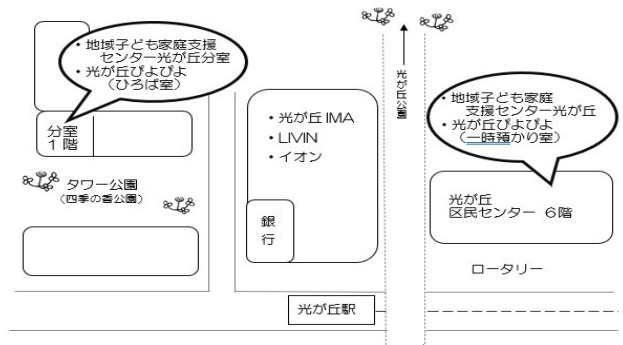 ・地域子ども家庭支援
センター光が丘分室
・光が丘ぴよぴよ
（ひろば室）
分室
１階
タワー公園
（四季の香公園）
・光が丘IMA
・LIVIN
・イオン
銀
行
光が丘公園
・地域子ども家庭
支援センター光が丘
・光が丘ぴよぴよ
（一時預かり室）
光が丘
区民センター ６階
ロータリー
光が丘駅